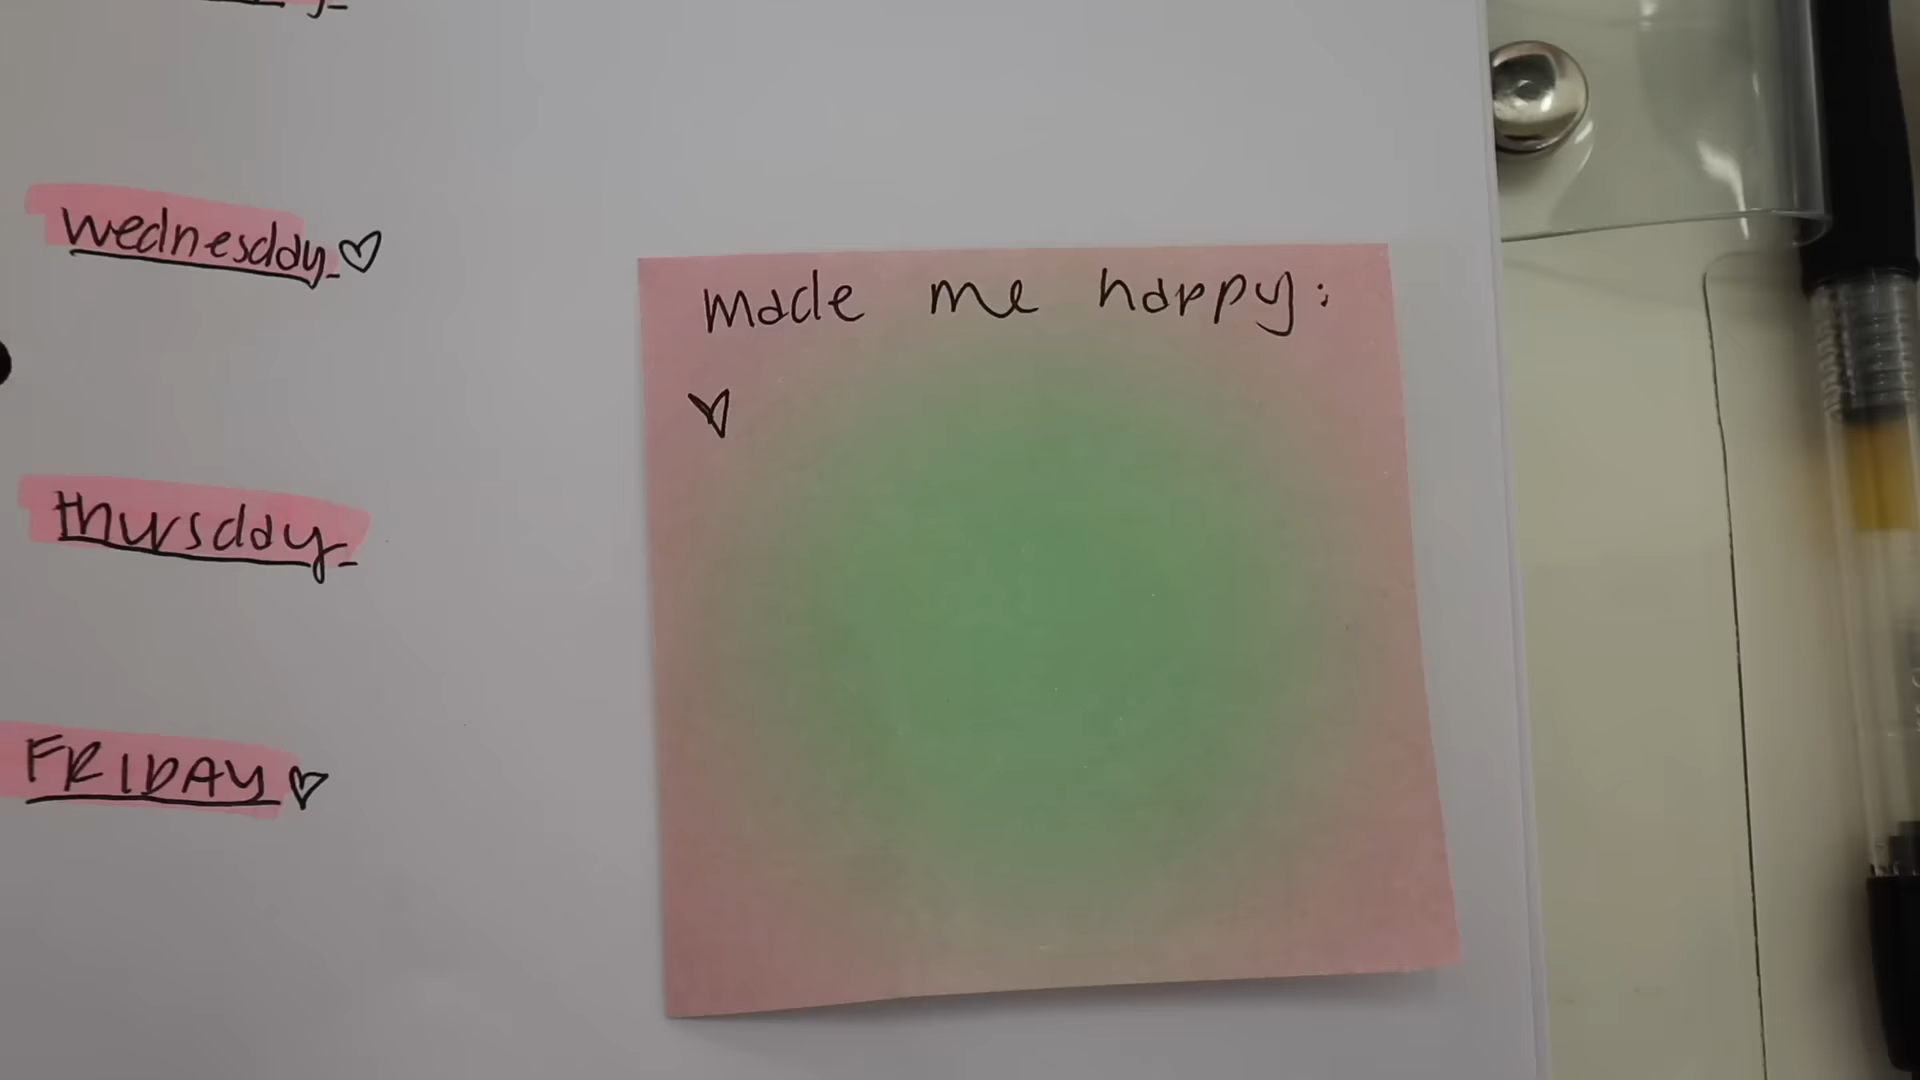 wednesday ♡
thursday
FRIDAY ♡
made me happy:
♡